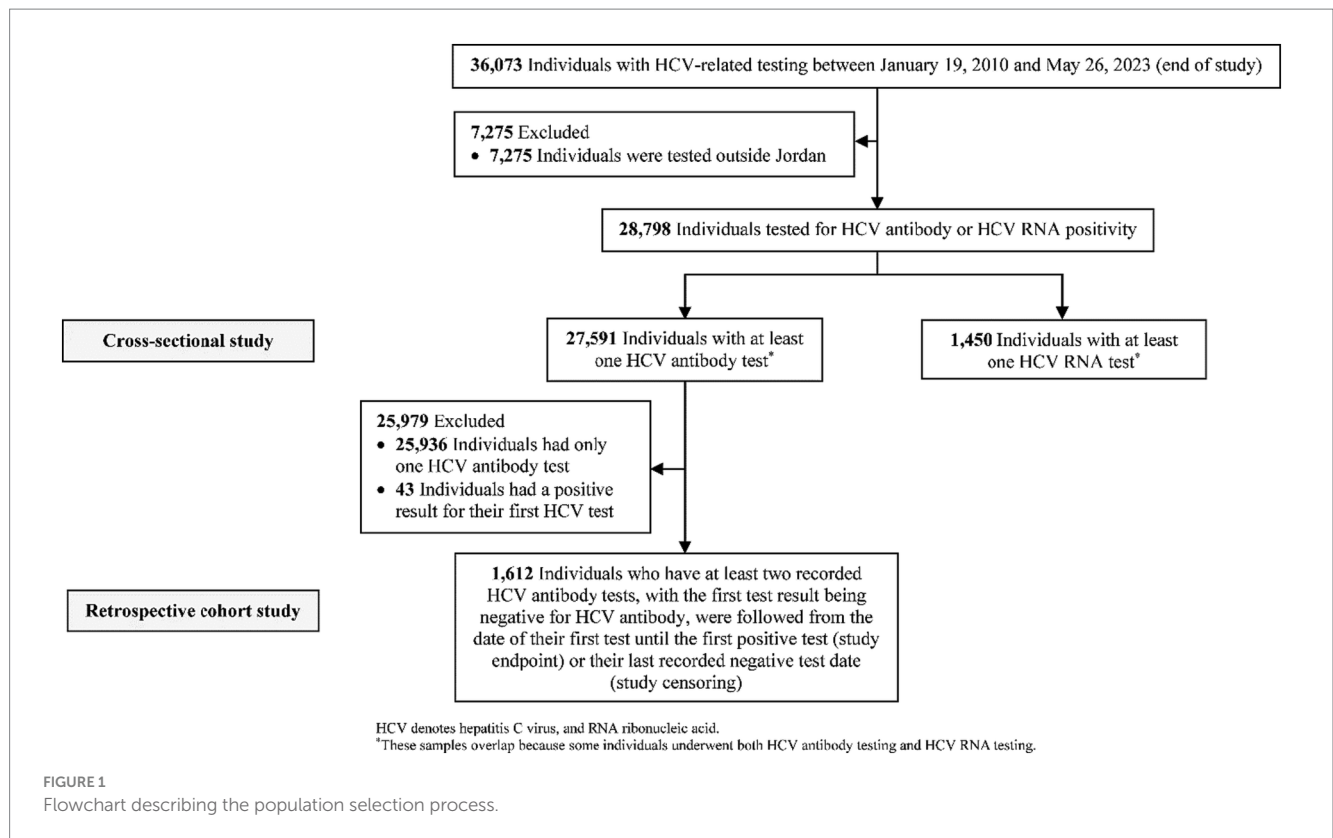 36,073 Individuals with HCV-related testing between January 19, 2010 and May 26, 2023 (end of study)
7,275 Excluded
• 7,275 Individuals were tested outside Jordan
28,798 Individuals tested for HCV antibody or HCV RNA positivity
Cross-sectional study
27,591 Individuals with at least
one HCV antibody test*
1,450 Individuals with at least
one HCV RNA test*
25,979 Excluded
• 25,936 Individuals had only
one HCV antibody test
• 43 Individuals had a positive
result for their first HCV test
Retrospective cohort study
1,612 Individuals who have at least two recorded
HCV antibody tests, with the first test result being
negative for HCV antibody, were followed from the
date of their first test until the first positive test (study
endpoint) or their last recorded negative test date
(study censoring)
HCV denotes hepatitis C virus, and RNA ribonucleic acid.
*These samples overlap because some individuals underwent both HCV antibody testing and HCV RNA testing.
FIGURE 1
Flowchart describing the population selection process.